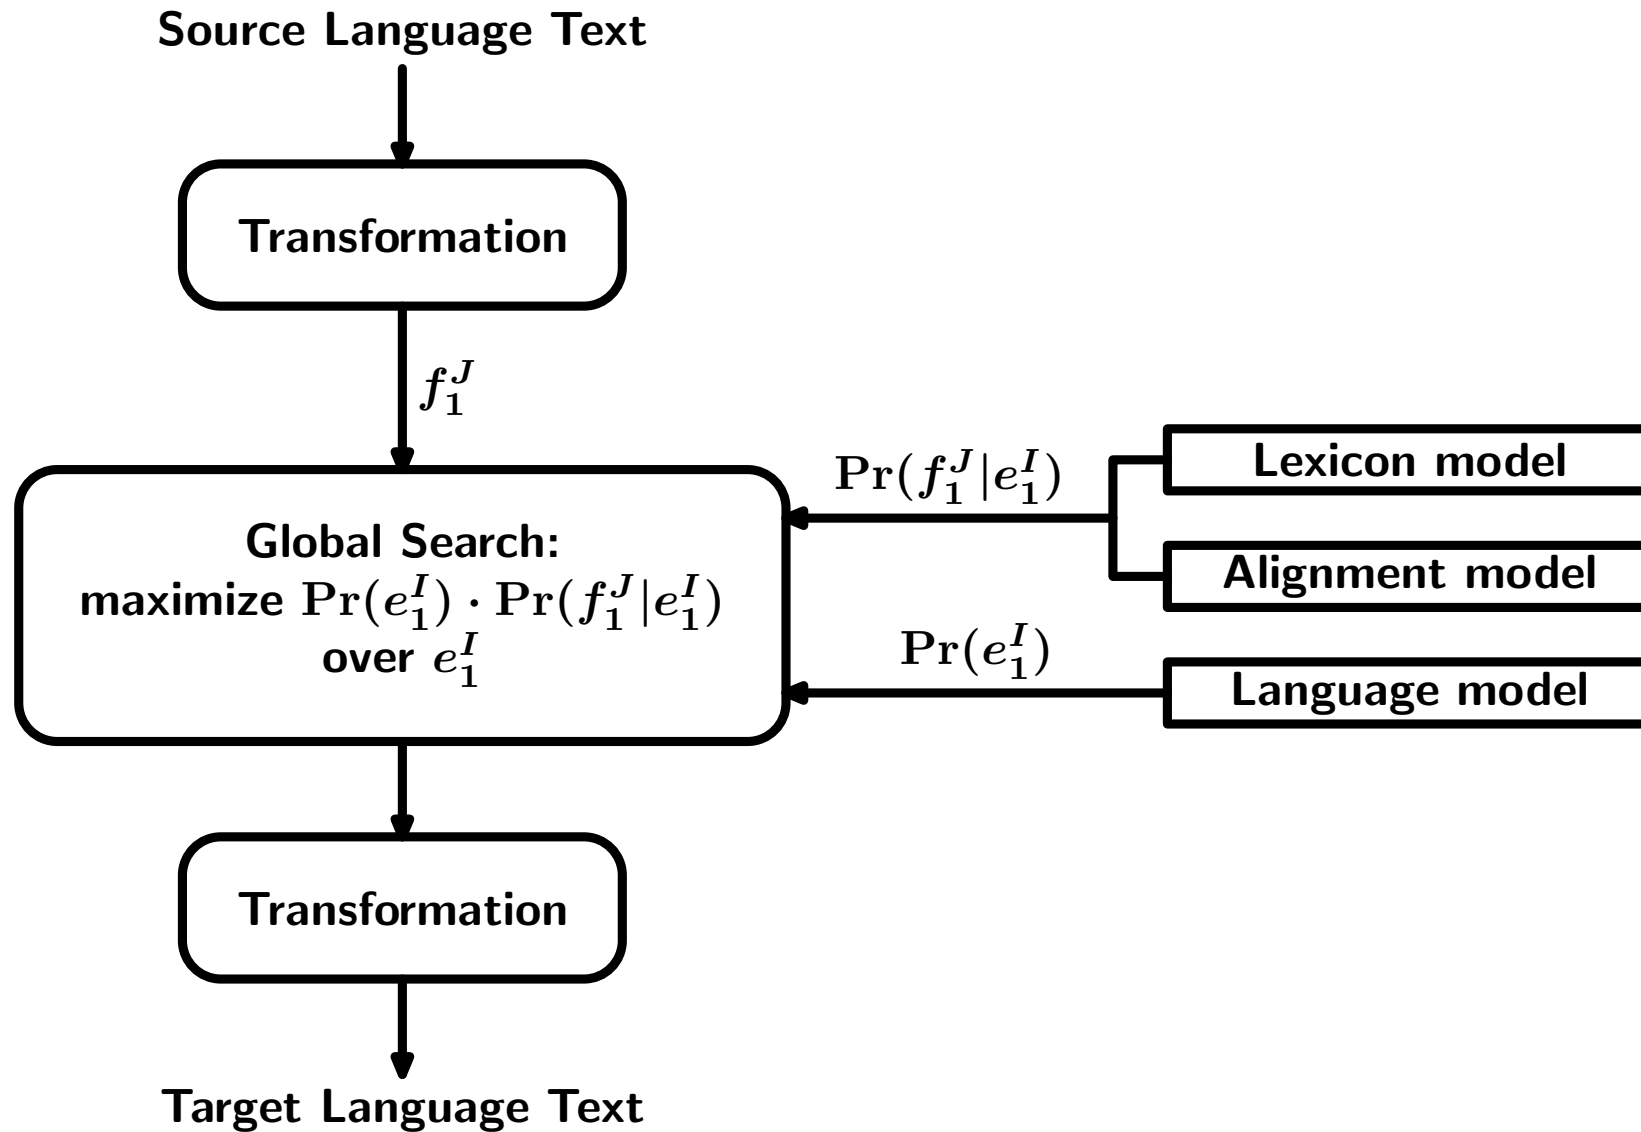 Source Language Text
Transformation
f_1^J
Pr(f_1^J|e_1^I)
Lexicon model
Global Search:
maximize Pr(e_1^I) · Pr(f_1^J|e_1^I)
over e_1^I
Alignment model
Pr(e_1^I)
Language model
Transformation
Target Language Text